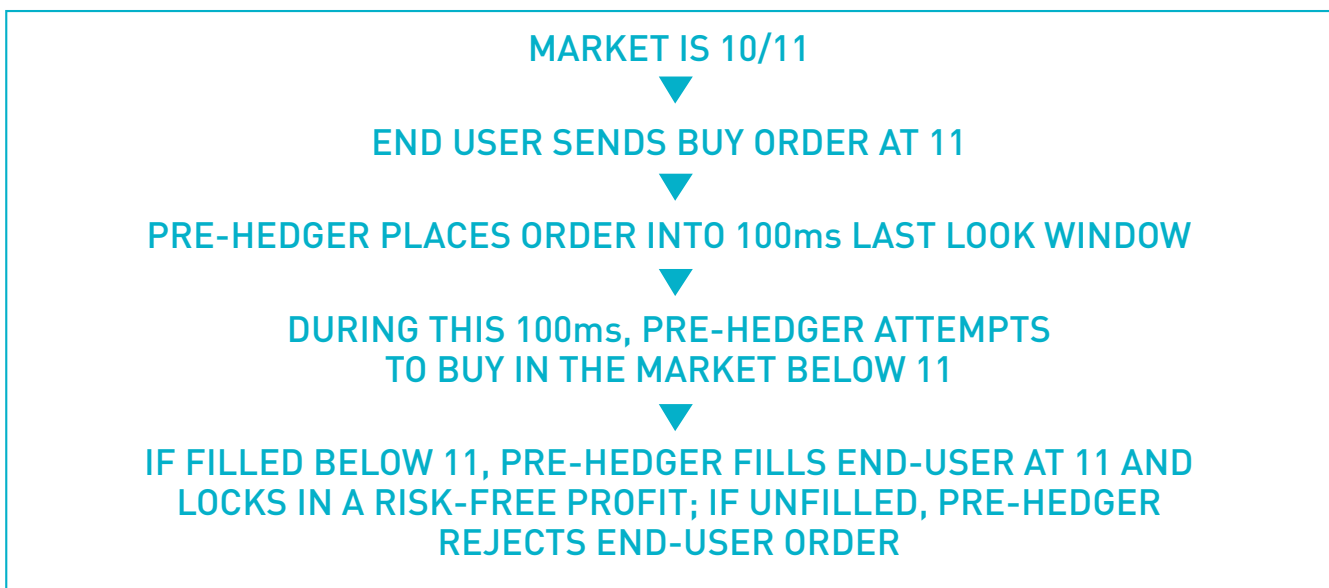 MARKET IS 10/11
END USER SENDS BUY ORDER AT 11
PRE-HEDGER PLACES ORDER INTO 100ms LAST LOOK WINDOW
DURING THIS 100ms, PRE-HEDGER ATTEMPTS
TO BUY IN THE MARKET BELOW 11
IF FILLED BELOW 11, PRE-HEDGER FILLS END-USER AT 11 AND
LOCKS IN A RISK-FREE PROFIT; IF UNFILLED, PRE-HEDGER
REJECTS END-USER ORDER